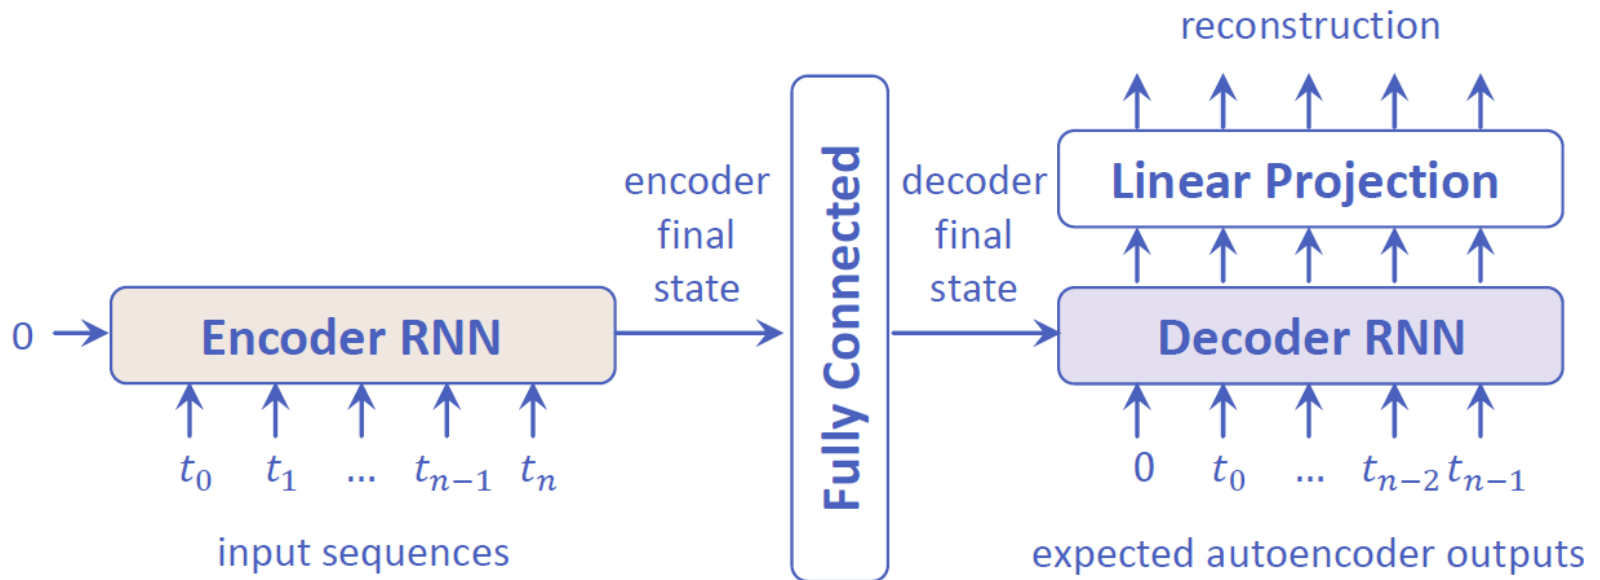 reconstruction
Linear Projection
encoder
final
state
Fully Connected
decoder
final
state
0
Encoder RNN
Decoder RNN
t₀ t₁ ... tₙ₋₁ tₙ
0 t₀ ... tₙ₋₂ tₙ₋₁
input sequences
expected autoencoder outputs